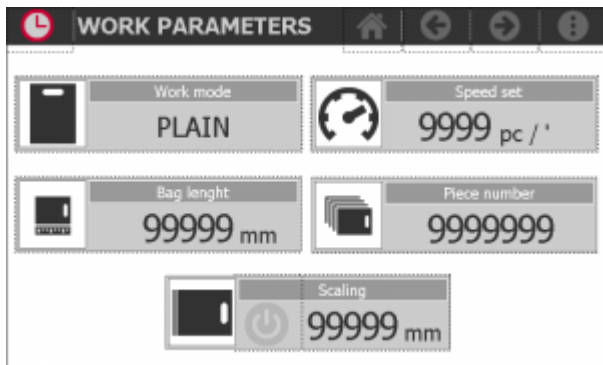 WORK PARAMETERS
Work mode
PLAIN
Speed set
9999 pc / '
Bag lenght
99999 mm
Piece number
9999999
Scaling
99999 mm